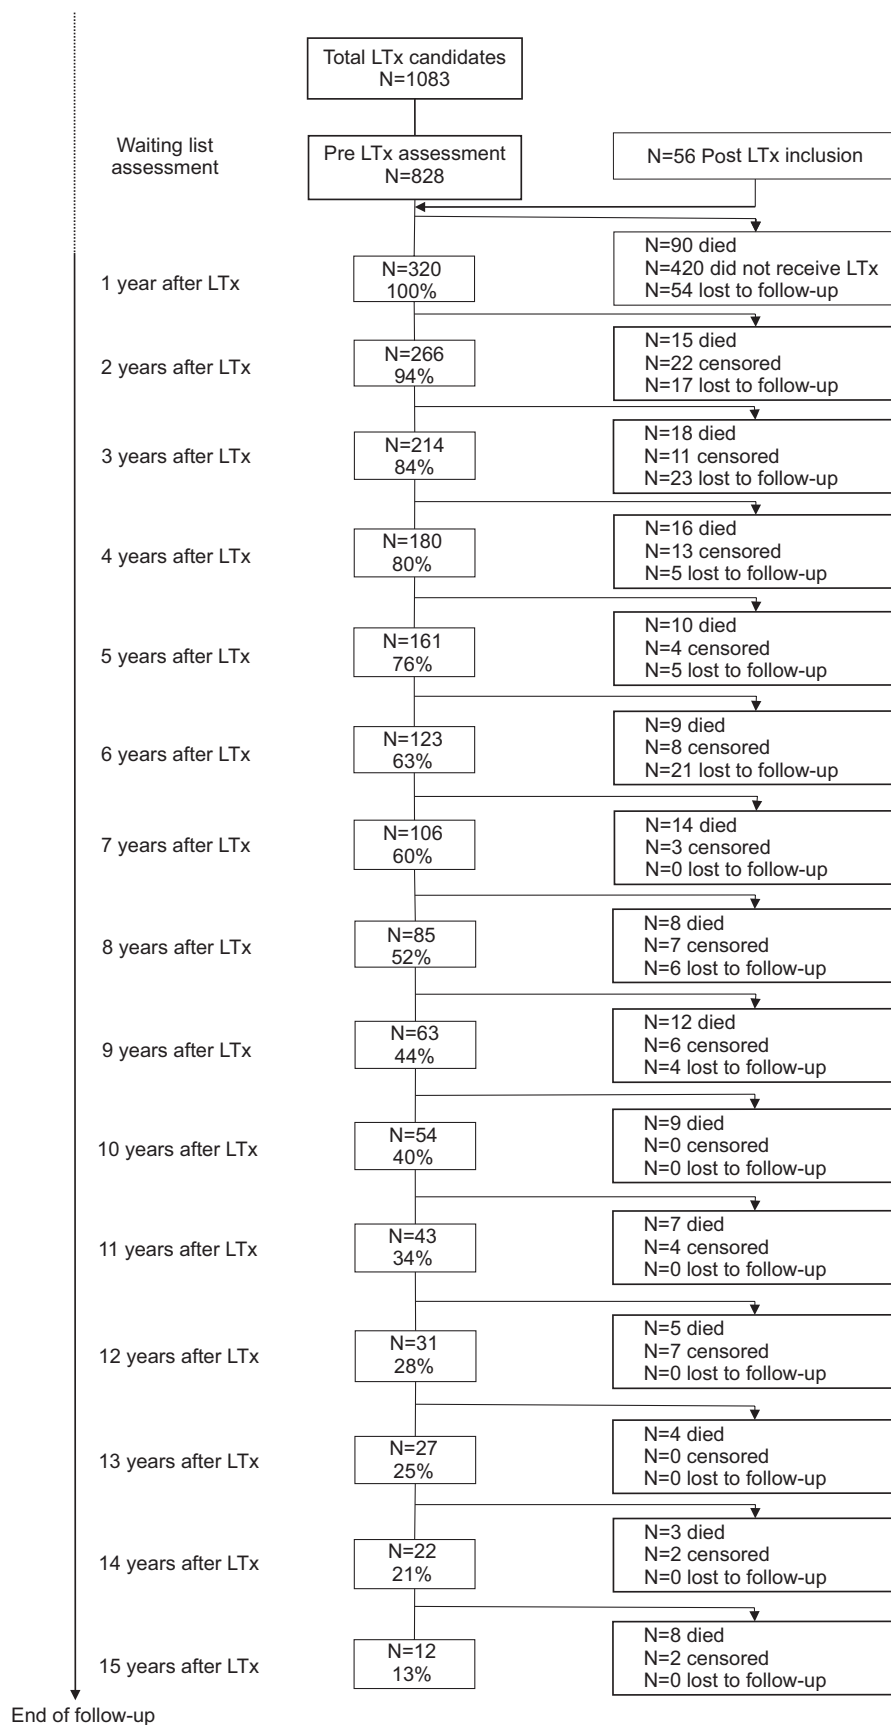 Total LTx candidates
N=1083
Waiting list
assessment
Pre LTx assessment
N=828
N=56 Post LTx inclusion
1 year after LTx
N=320
100%
N=90 died
N=420 did not receive LTx
N=54 lost to follow-up
2 years after LTx
N=266
94%
N=15 died
N=22 censored
N=17 lost to follow-up
3 years after LTx
N=214
84%
N=18 died
N=11 censored
N=23 lost to follow-up
4 years after LTx
N=180
80%
N=16 died
N=13 censored
N=5 lost to follow-up
5 years after LTx
N=161
76%
N=10 died
N=4 censored
N=5 lost to follow-up
6 years after LTx
N=123
63%
N=9 died
N=8 censored
N=21 lost to follow-up
7 years after LTx
N=106
60%
N=14 died
N=3 censored
N=0 lost to follow-up
8 years after LTx
N=85
52%
N=8 died
N=7 censored
N=6 lost to follow-up
9 years after LTx
N=63
44%
N=12 died
N=6 censored
N=4 lost to follow-up
10 years after LTx
N=54
40%
N=9 died
N=0 censored
N=0 lost to follow-up
11 years after LTx
N=43
34%
N=7 died
N=4 censored
N=0 lost to follow-up
12 years after LTx
N=31
28%
N=5 died
N=7 censored
N=0 lost to follow-up
13 years after LTx
N=27
25%
N=4 died
N=0 censored
N=0 lost to follow-up
14 years after LTx
N=22
21%
N=3 died
N=2 censored
N=0 lost to follow-up
15 years after LTx
N=12
13%
N=8 died
N=2 censored
N=0 lost to follow-up
End of follow-up